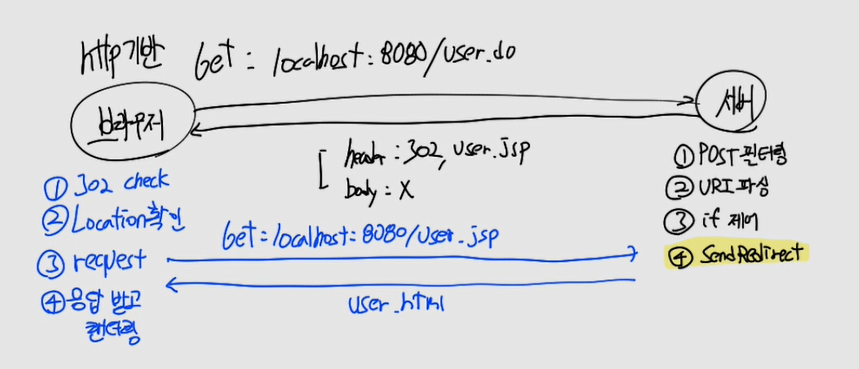 http기반 Get : localhost : 8080/user.do
브라우저
서버
[ header : 302, user.jsp
body : X
① POST-필터링
② URI 파싱
③ if 제어
④ SendRedirect
① 302 check
② Location확인
③ request
④ 응답 받고
랜더링
Get : localhost : 8080/user.jsp
user.html